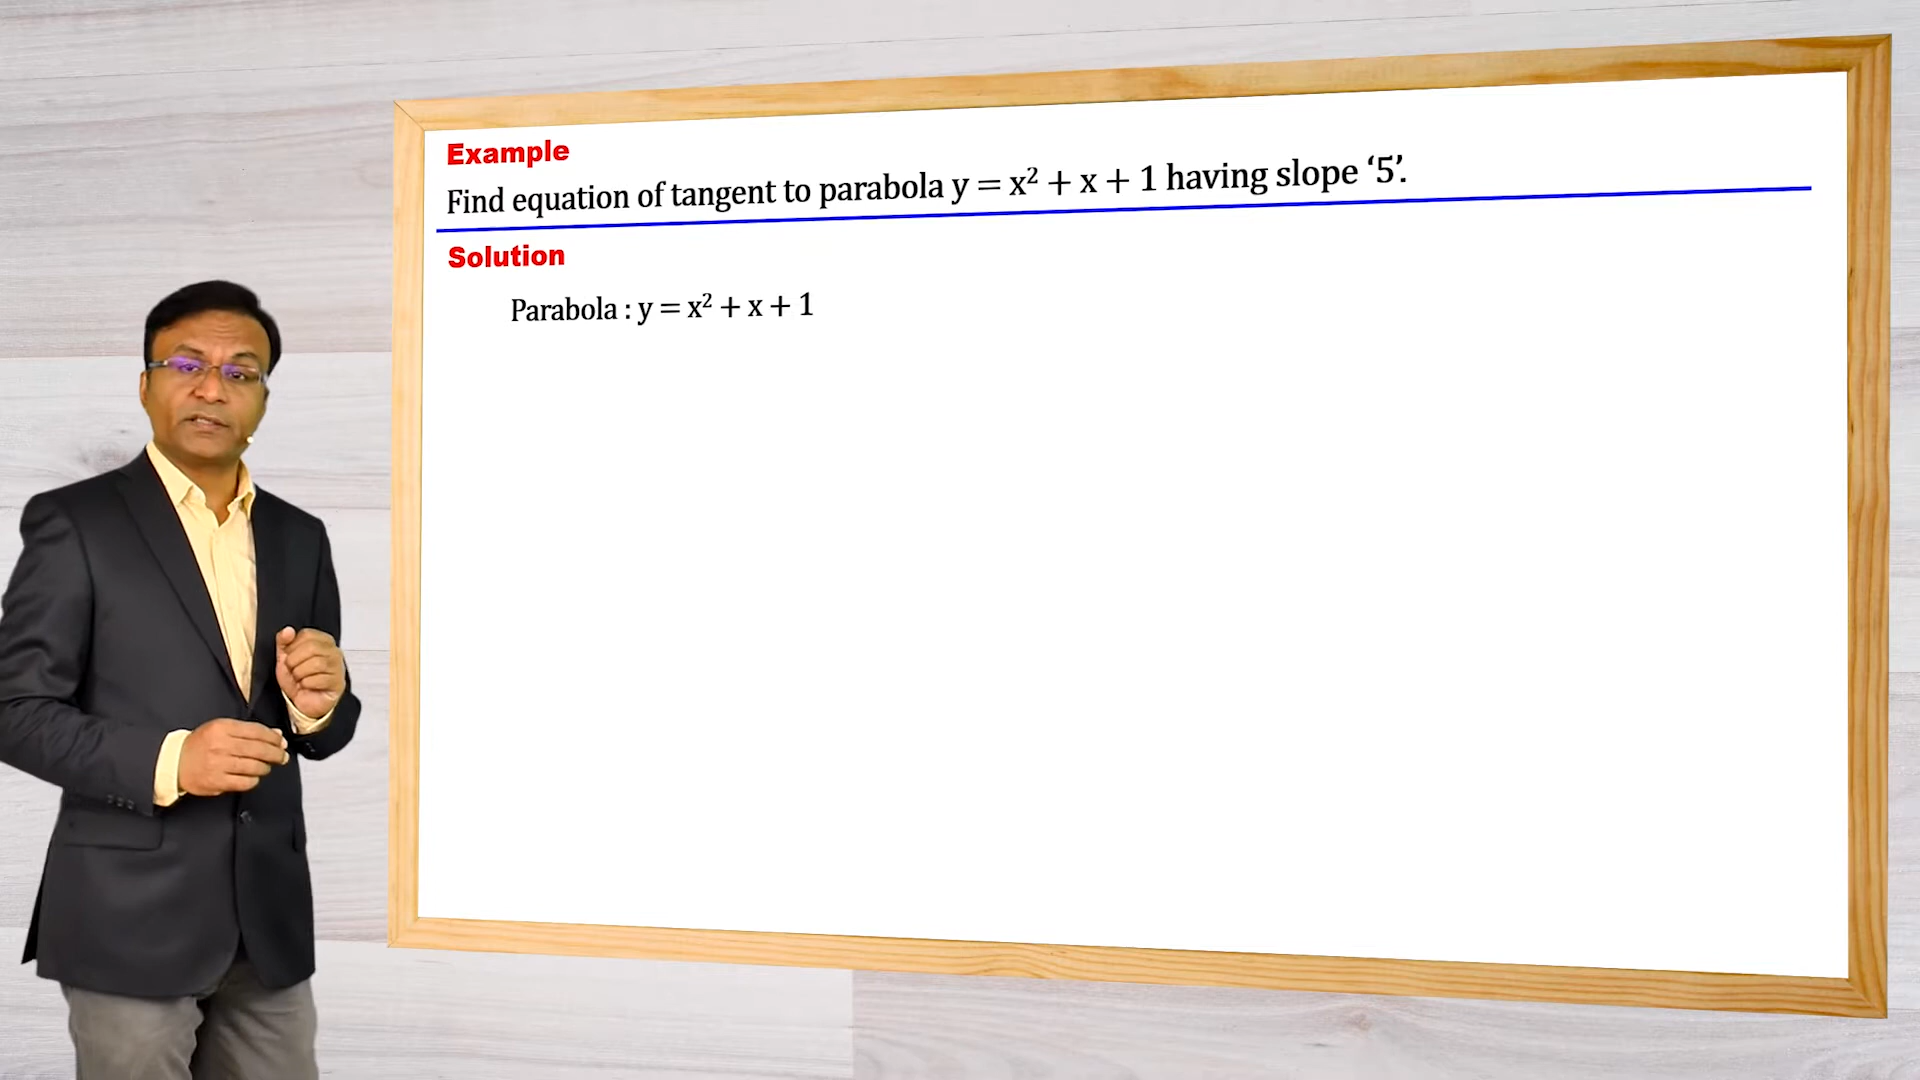 Example
Find equation of tangent to parabola y = x² + x + 1 having slope ‘5’.
Solution
Parabola : y = x² + x + 1